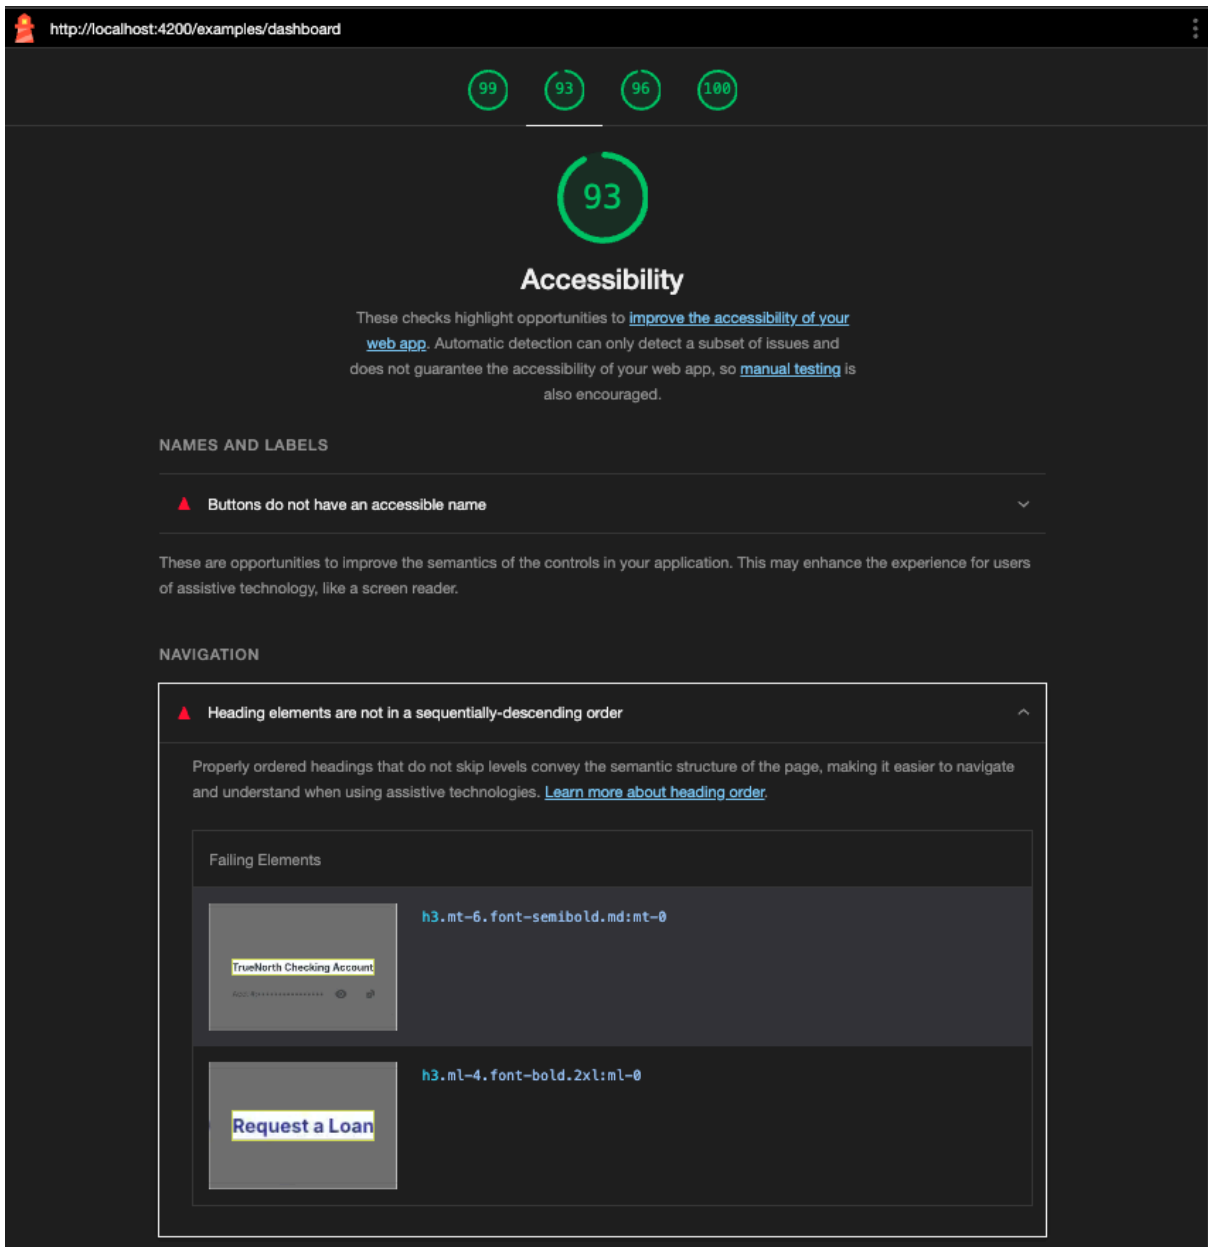 http://localhost:4200/examples/dashboard
99 93 96 100
93
Accessibility
These checks highlight opportunities to improve the accessibility of your
web app. Automatic detection can only detect a subset of issues and
does not guarantee the accessibility of your web app, so manual testing is
also encouraged.
NAMES AND LABELS
Buttons do not have an accessible name
These are opportunities to improve the semantics of the controls in your application. This may enhance the experience for users
of assistive technology, like a screen reader.
NAVIGATION
Heading elements are not in a sequentially-descending order
Properly ordered headings that do not skip levels convey the semantic structure of the page, making it easier to navigate
and understand when using assistive technologies. Learn more about heading order.
Failing Elements
h3.mt-6.font-semibold.md:mt-0
TrueNorth Checking Account
h3.ml-4.font-bold.2xl:ml-0
Request a Loan